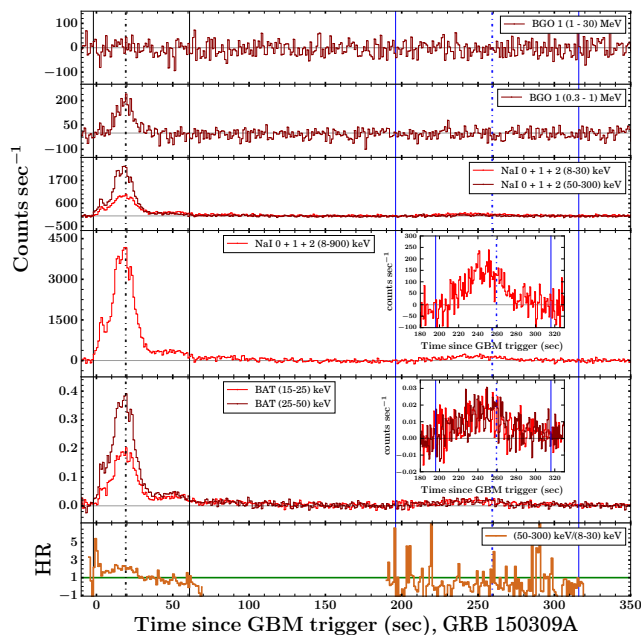 BGO 1 (1 - 30) MeV
100
0
−100
BGO 1 (0.3 - 1) MeV
200
50
−100
NaI 0 + 1 + 2 (8-30) keV
NaI 0 + 1 + 2 (50-300) keV
1700
600
−500
Counts sec−1
NaI 0 + 1 + 2 (8-900) keV
4500
3000
1500
0
counts sec−1
300
250
200
150
100
50
0
−50
−100
180 200 220 240 260 280 300 320
Time since GBM trigger (sec)
BAT (15-25) keV
BAT (25-50) keV
0.4
0.3
0.2
0.1
0.0
counts sec−1
0.03
0.02
0.01
0.00
−0.01
−0.02
180 200 220 240 260 280 300 320
Time since GBM trigger (sec)
(50-300) keV/(8-30) keV
HR
5
3
1
−1
0 50 100 150 200 250 300 350
Time since GBM trigger (sec), GRB 150309A